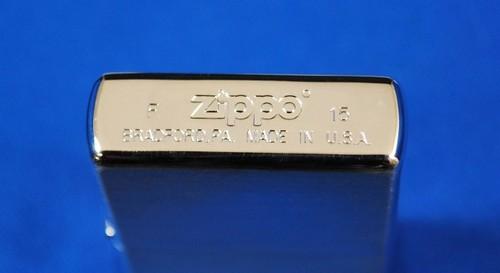 F Zippo® 15
BRADFORD,PA. MADE IN U.S.A.